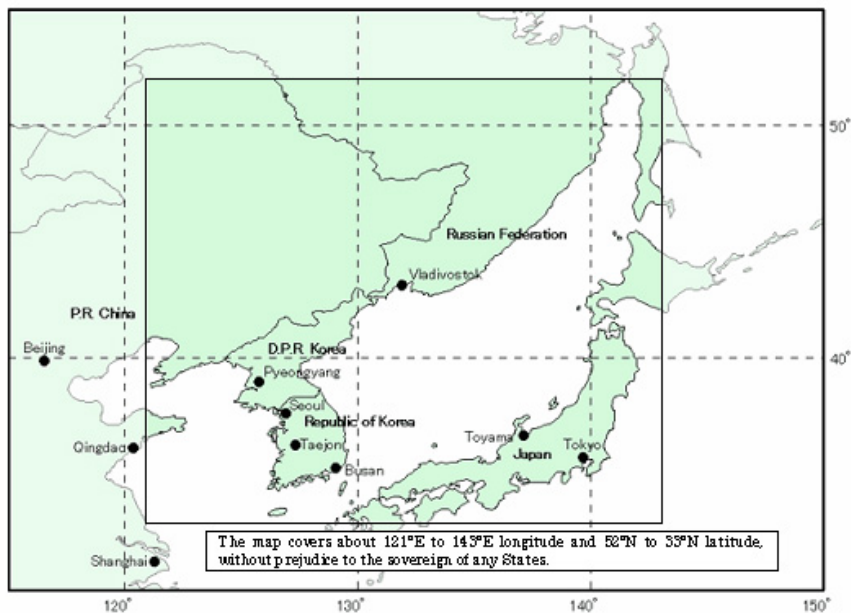 50°
Russian Federation
Vladivostok
P.R. China
Beijing
D.P.R. Korea
40°
Pyeongyang
Seoul
Republic of Korea
Toyama
Tokyo
Qingdao
Taejon
Japan
Busan
The map covers about 121°E to 143°E longitude and 52°N to 33°N latitude,
without prejudice to the sovereign of any States.
Shanghai
120° 130° 140° 150°